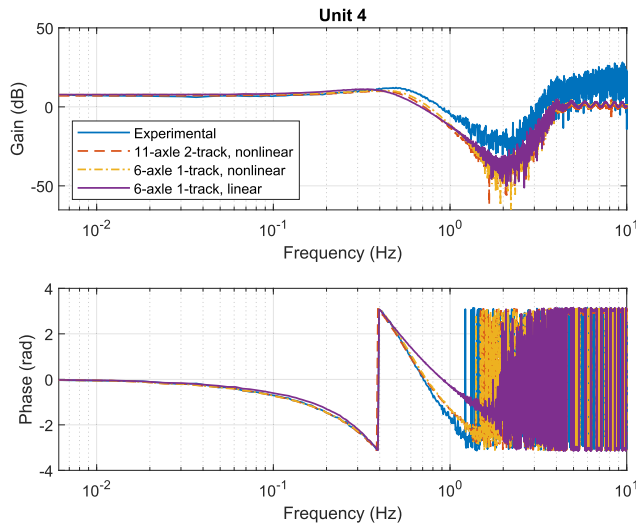 Unit 4
50
0
-50
Gain (dB)
Experimental
11-axle 2-track, nonlinear
6-axle 1-track, nonlinear
6-axle 1-track, linear
10-2
10-1
100
101
Frequency (Hz)
4
2
0
-2
-4
Phase (rad)
10-2
10-1
100
101
Frequency (Hz)